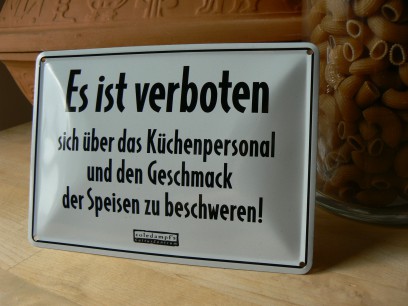 Es ist verboten
sich über das Küchenpersonal
und den Geschmack
der Speisen zu beschweren!